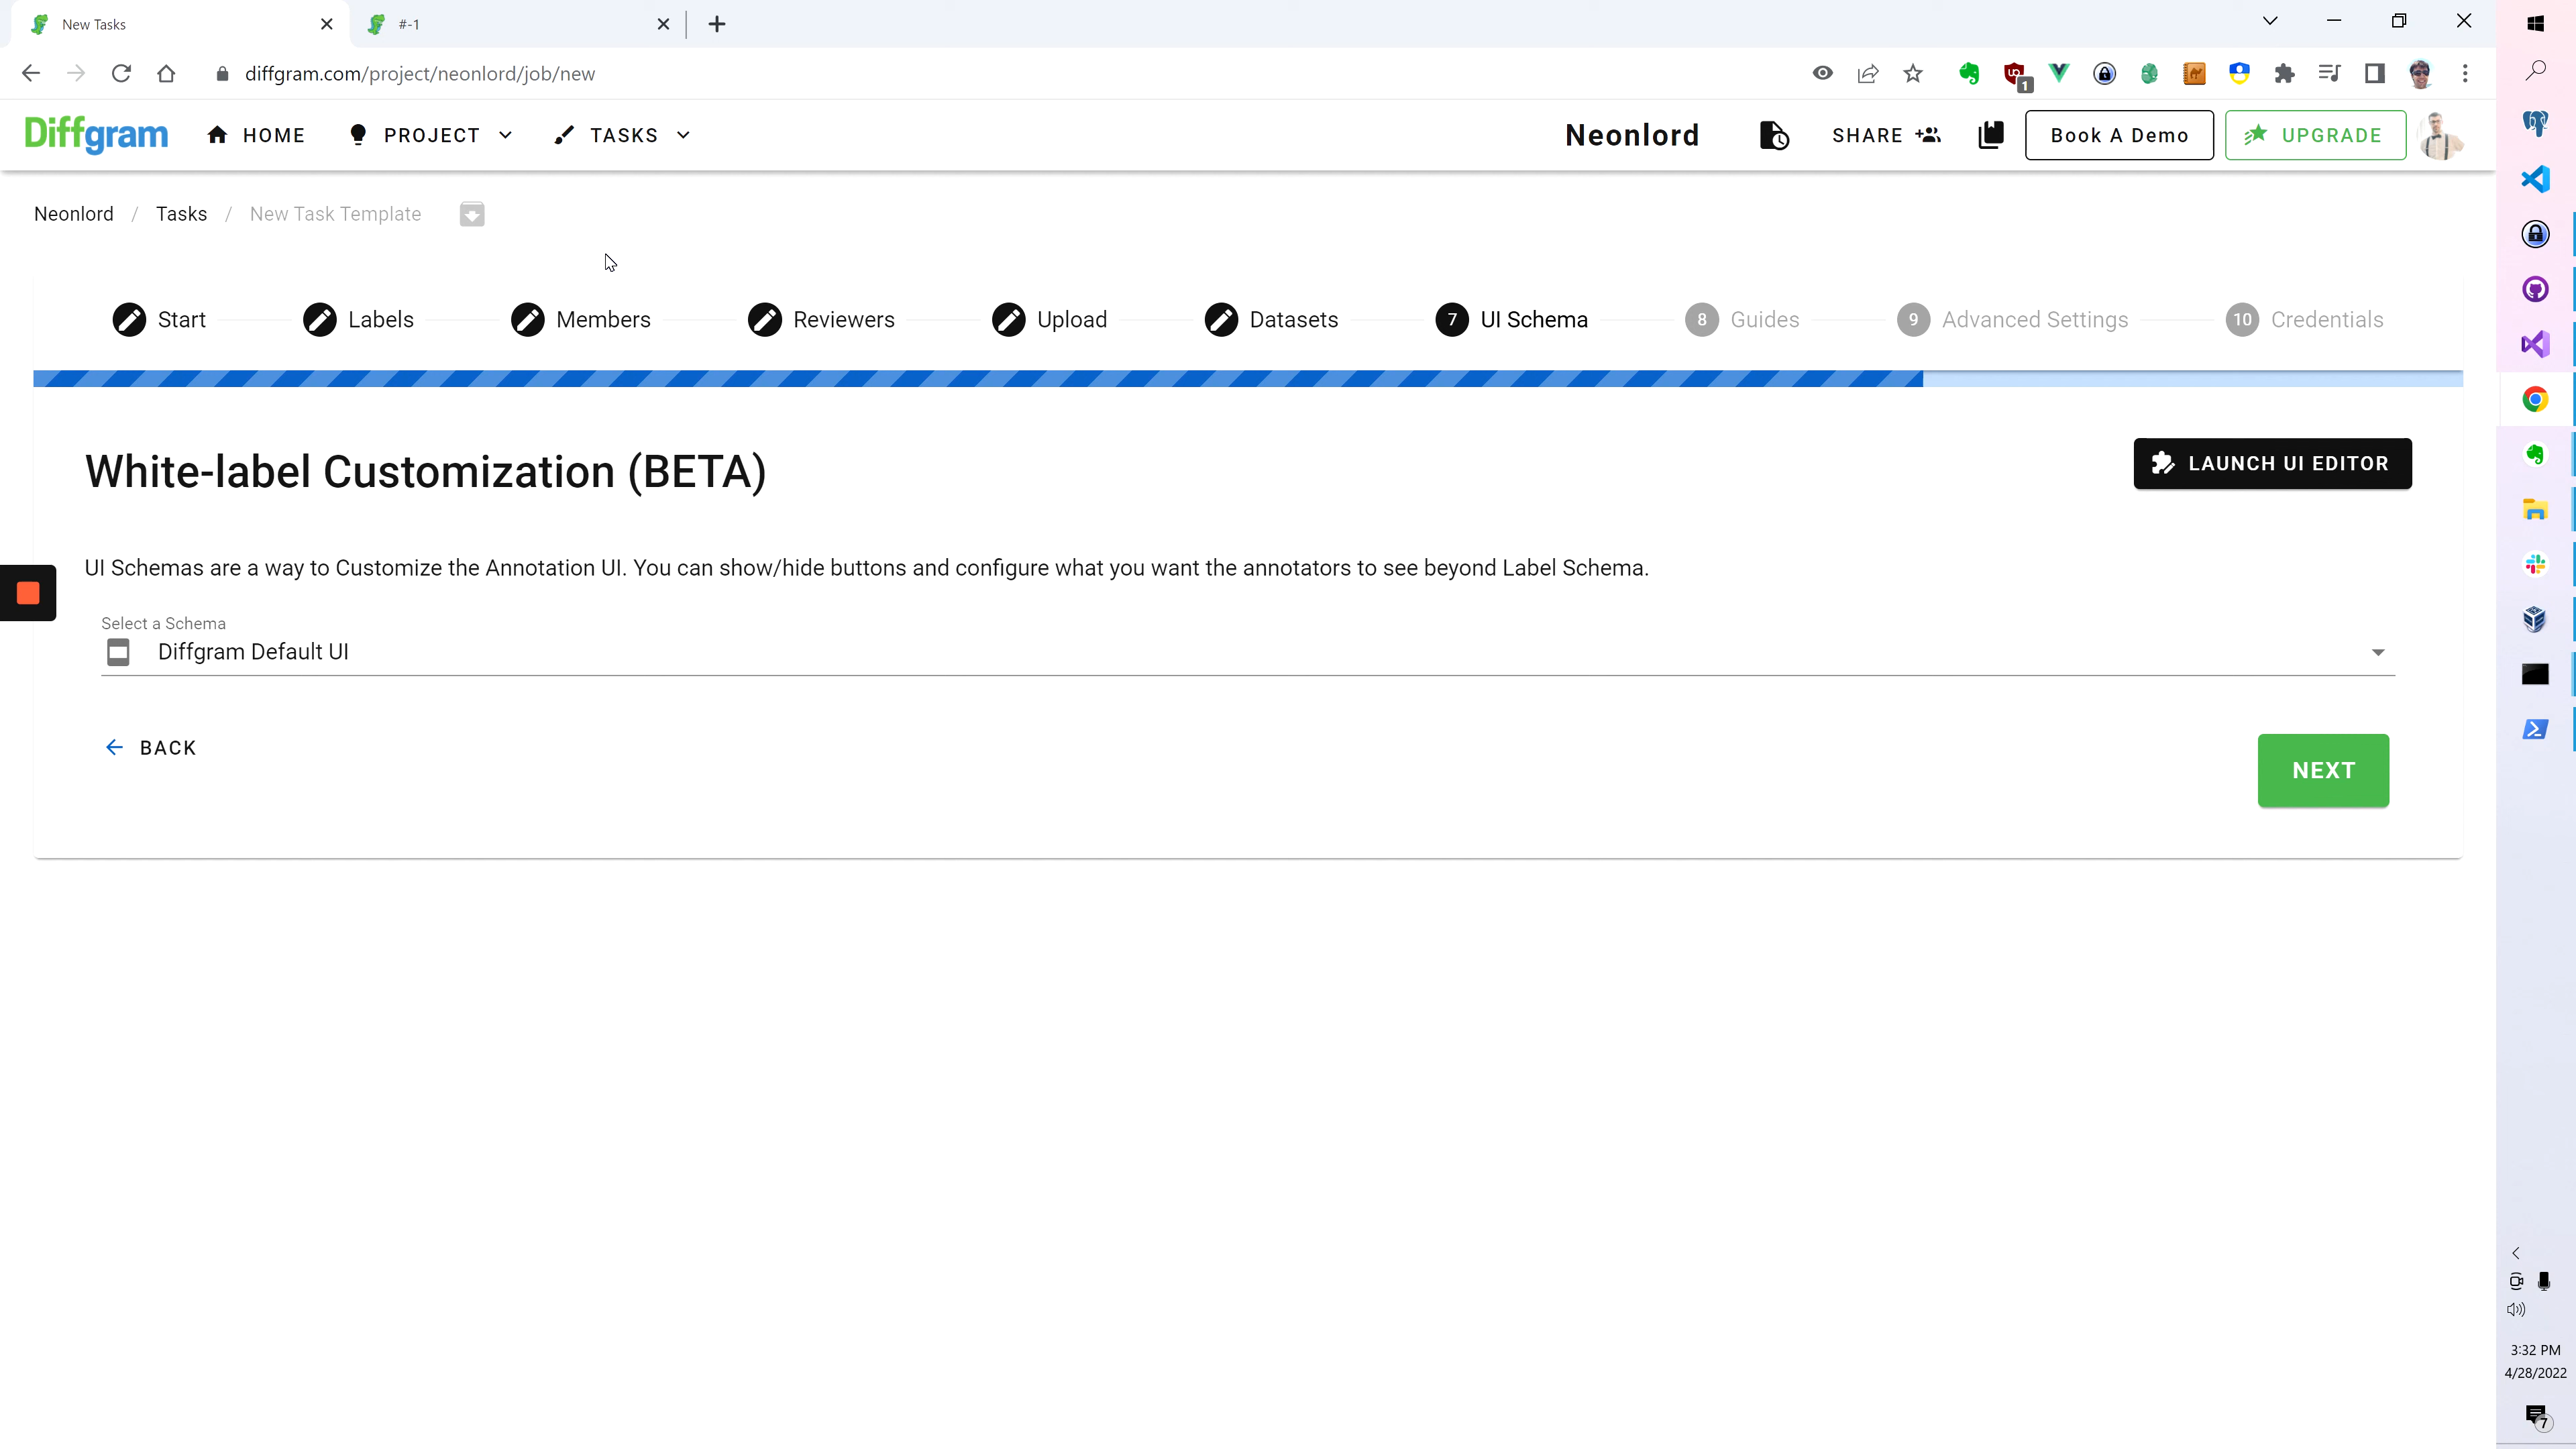 New Tasks
#-1
diffgram.com/project/neonlord/job/new
1
Diffgram
HOME
PROJECT
TASKS
Neonlord
SHARE
Book A Demo
UPGRADE
Neonlord / Tasks / New Task Template
Start
Labels
Members
Reviewers
Upload
Datasets
7 UI Schema
8 Guides
9 Advanced Settings
10 Credentials
White-label Customization (BETA)
LAUNCH UI EDITOR
UI Schemas are a way to Customize the Annotation UI. You can show/hide buttons and configure what you want the annotators to see beyond Label Schema.
Select a Schema
Diffgram Default UI
BACK
NEXT
3:32 PM
4/28/2022
7